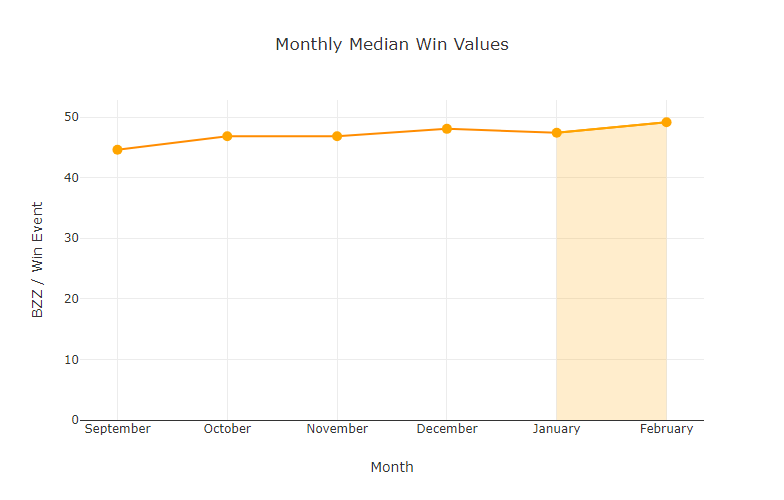 Monthly Median Win Values
BZZ / Win Event
50
40
30
20
10
0
September October November December January February
Month